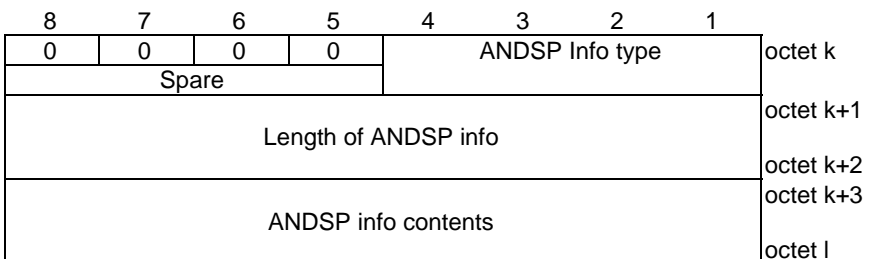 8 7 6 5 4 3 2 1
0 0 0 0 ANDSP Info type octet k
Spare
octet k+1
Length of ANDSP info
octet k+2
octet k+3
ANDSP info contents
octet l